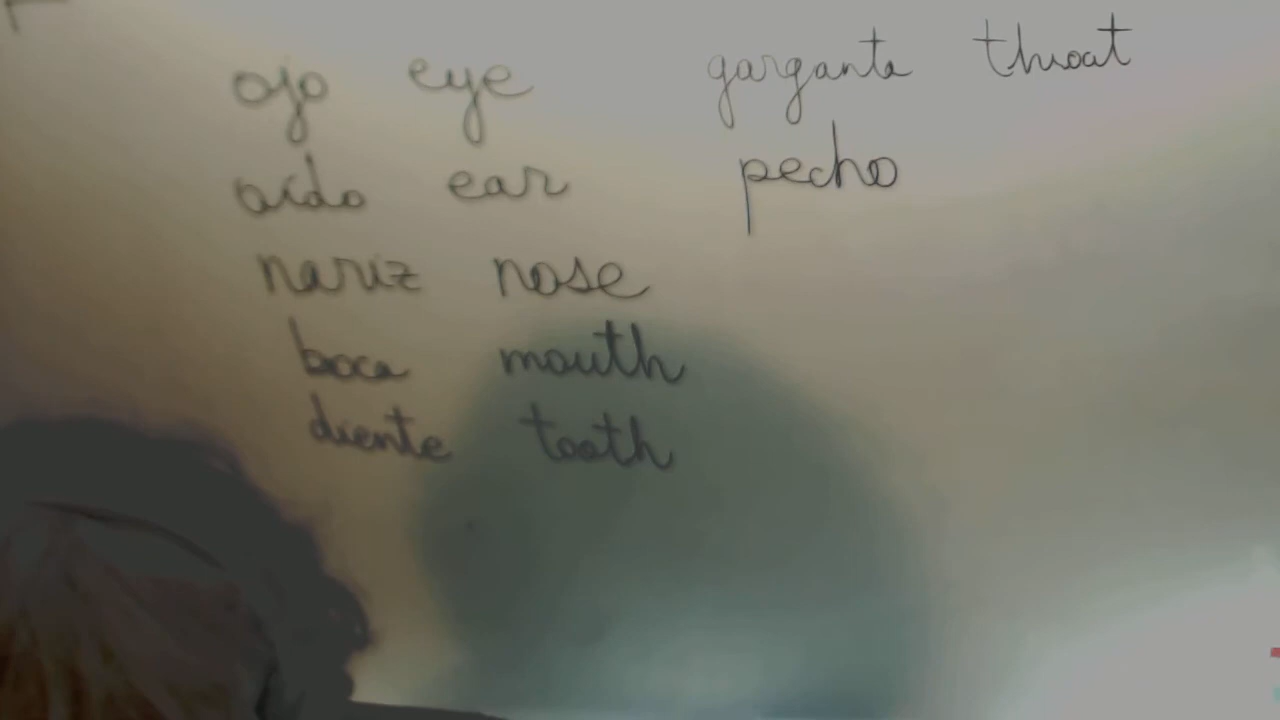 ojo eye
oído ear
nariz nose
boca mouth
diente tooth
garganta throat
pecho